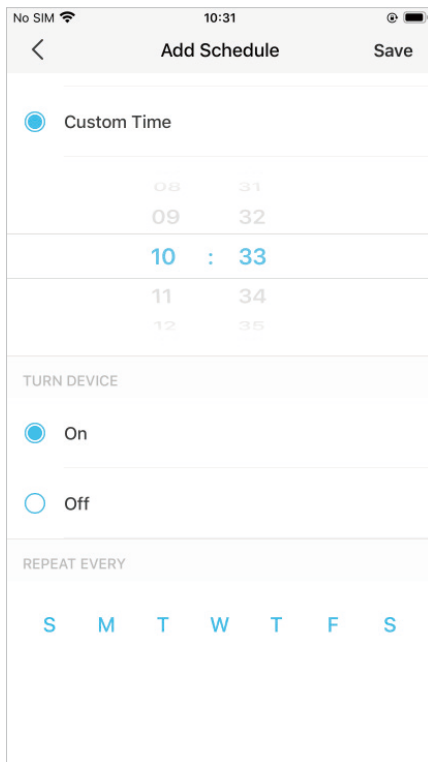 No SIM 10:31
Add Schedule Save
Custom Time
08 31
09 32
10 : 33
11 34
12 35
TURN DEVICE
On
Off
REPEAT EVERY
S M T W T F S